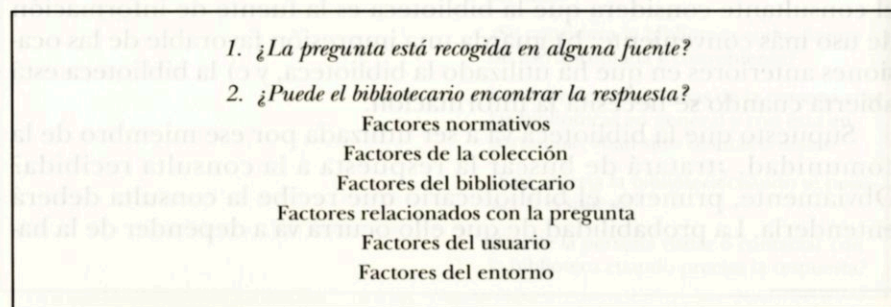 1. ¿La pregunta está recogida en alguna fuente?
2. ¿Puede el bibliotecario encontrar la respuesta?
Factores normativos
Factores de la colección
Factores del bibliotecario
Factores relacionados con la pregunta
Factores del usuario
Factores del entorno